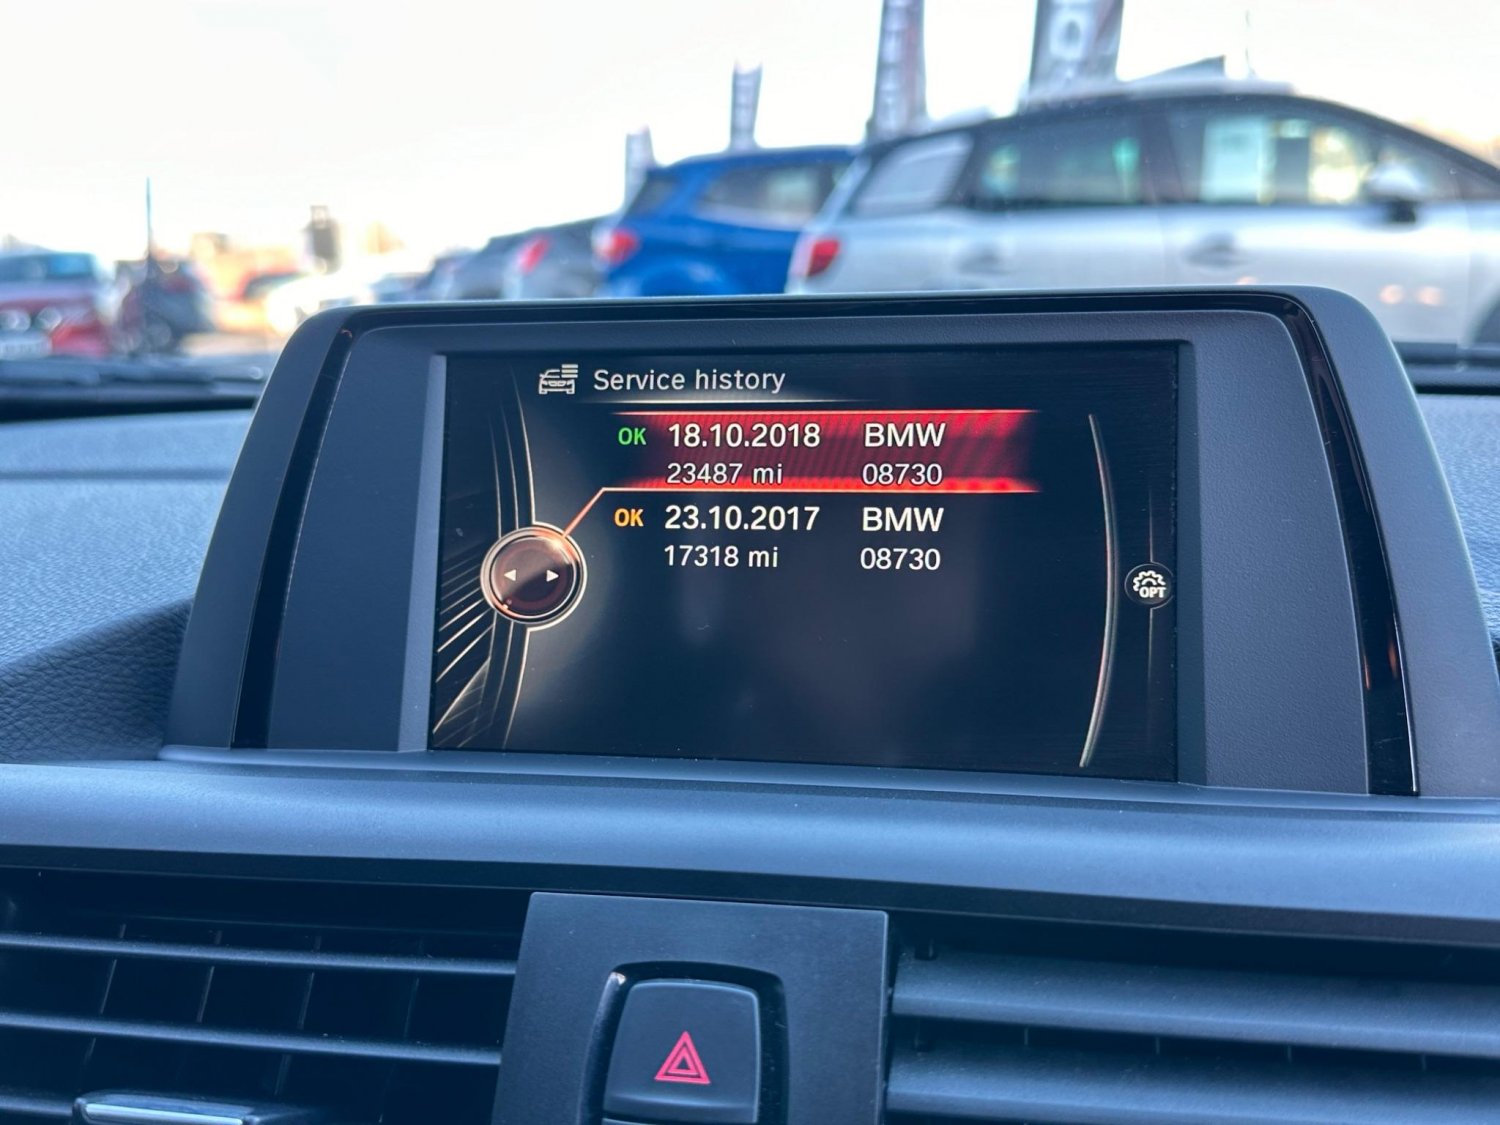 Service history
OK 18.10.2018 BMW
23487 mi 08730
OK 23.10.2017 BMW
17318 mi 08730
OPT